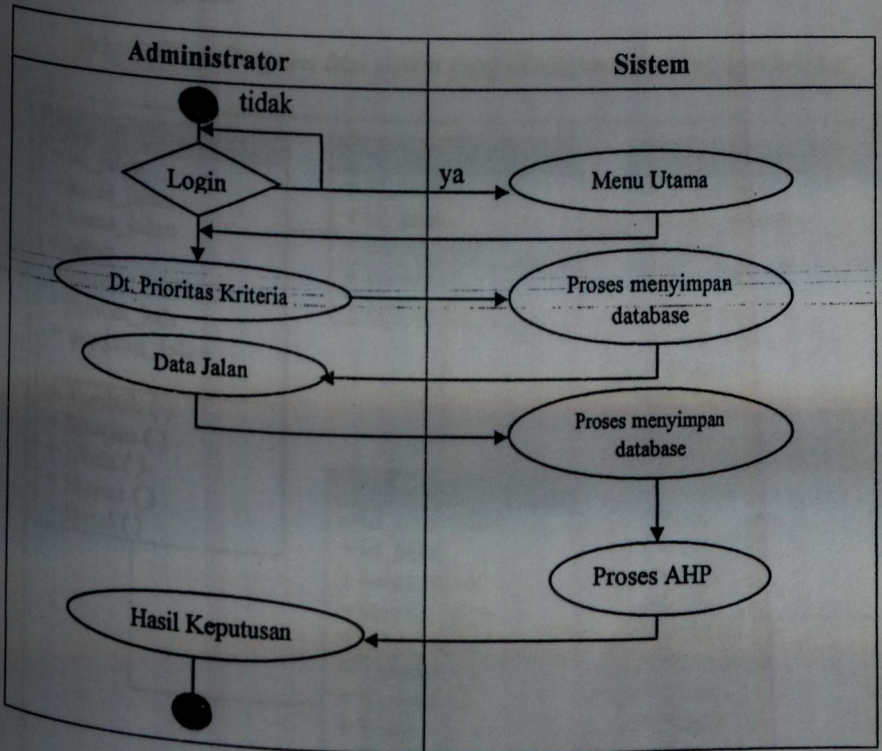 Administrator
Sistem
tidak
Login
ya
Menu Utama
Dt. Prioritas Kriteria
Proses menyimpan
database
Data Jalan
Proses menyimpan
database
Proses AHP
Hasil Keputusan